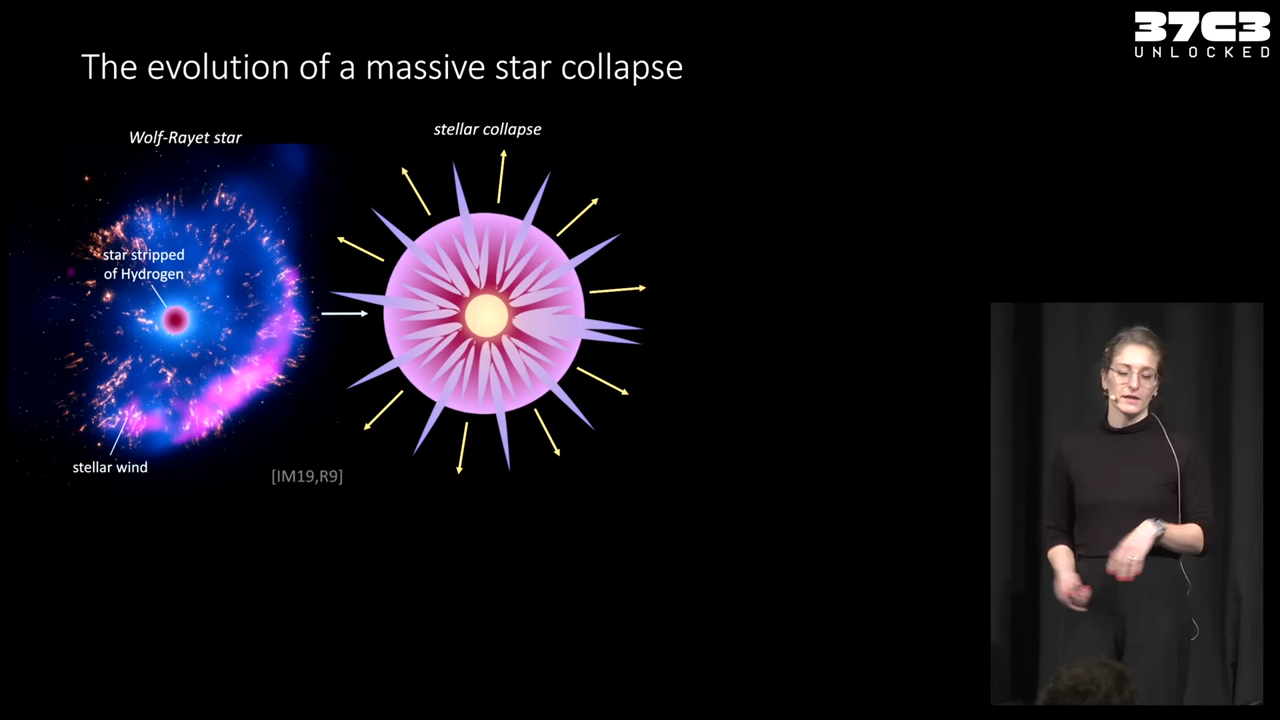 37C3
UNLOCKED
The evolution of a massive star collapse
Wolf-Rayet star
stellar collapse
star stripped
of Hydrogen
stellar wind
[IM19,R9]